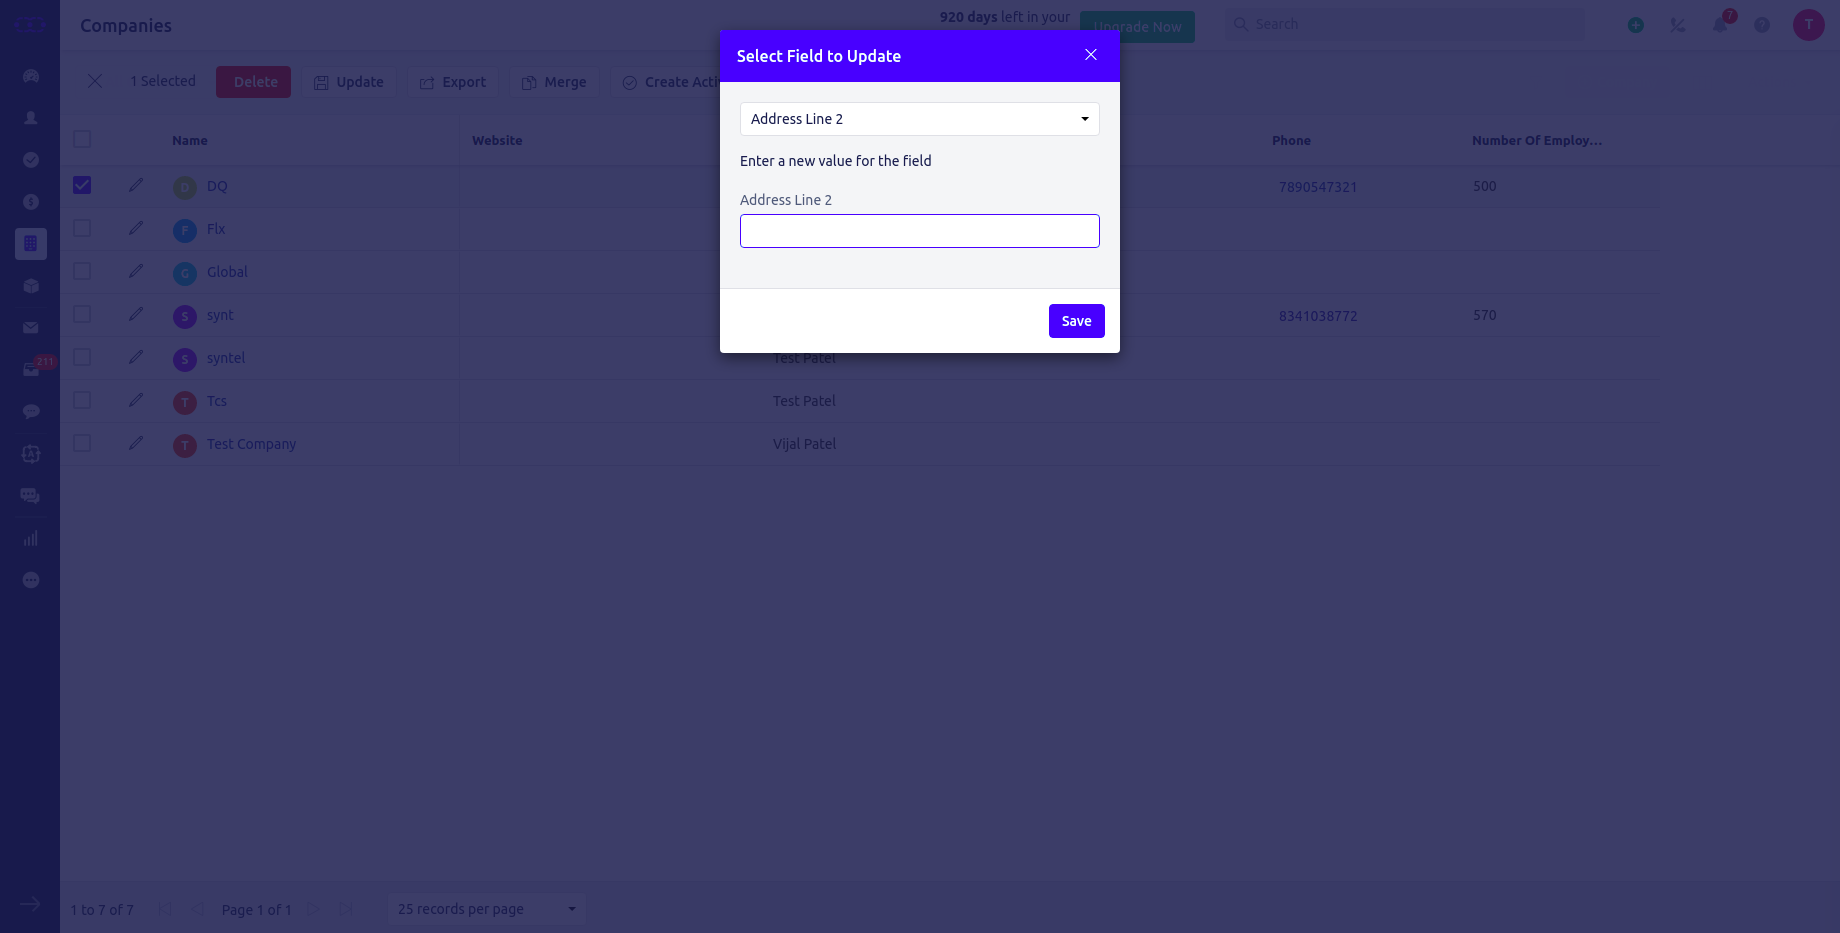 Companies
920 days left in your
Upgrade Now
Search
7
T
Select Field to Update
1 Selected
Delete
Update
Export
Merge
Create Acti
Address Line 2
Enter a new value for the field
Address Line 2
Save
Name
Website
Phone
Number Of Employ...
D DQ 7890547321 500
F Flx
G Global
S synt 8341038772 570
S syntel Test Patel
T Tcs Test Patel
T Test Company Vijal Patel
211
1 to 7 of 7
Page 1 of 1
25 records per page